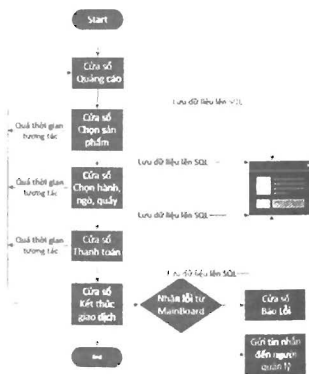 Start
Cửa sổ
Quảng cáo
Lưu dữ liệu lên SQL
Quá thời gian
tương tác
Cửa sổ
Chọn sản
phẩm
Lưu dữ liệu lên SQL
Quá thời gian
tương tác
Cửa sổ
Chọn hành,
ngò, quẩy
Lưu dữ liệu lên SQL
Quá thời gian
tương tác
Cửa sổ
Thanh toán
Lưu dữ liệu lên SQL
Cửa sổ
Kết thúc
giao dịch
Nhận lỗi từ
MainBoard
Cửa sổ
Báo Lỗi
End
Gửi tin nhắn
đến người
quản lý